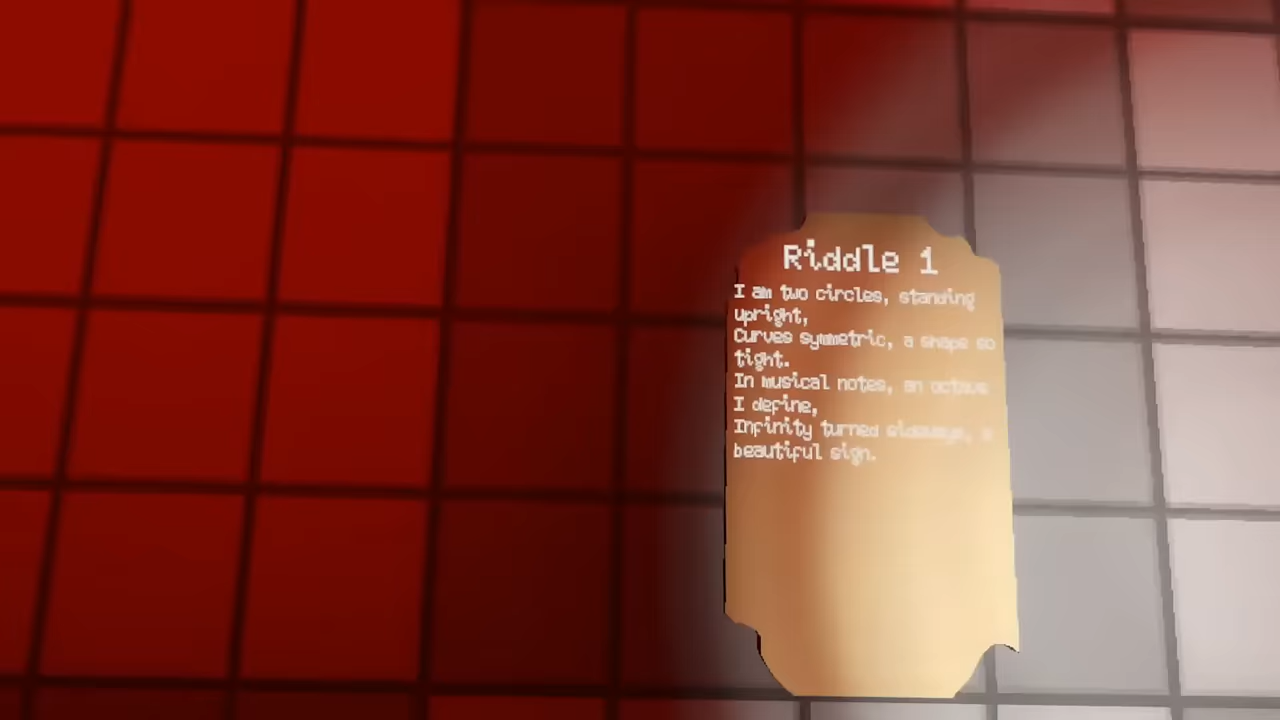 Riddle 1
I am two circles, standing
upright,
Curves symmetric, a shape so
tight.
In musical notes, an octave
I define,
Infinity turned sideways, a
beautiful sign.